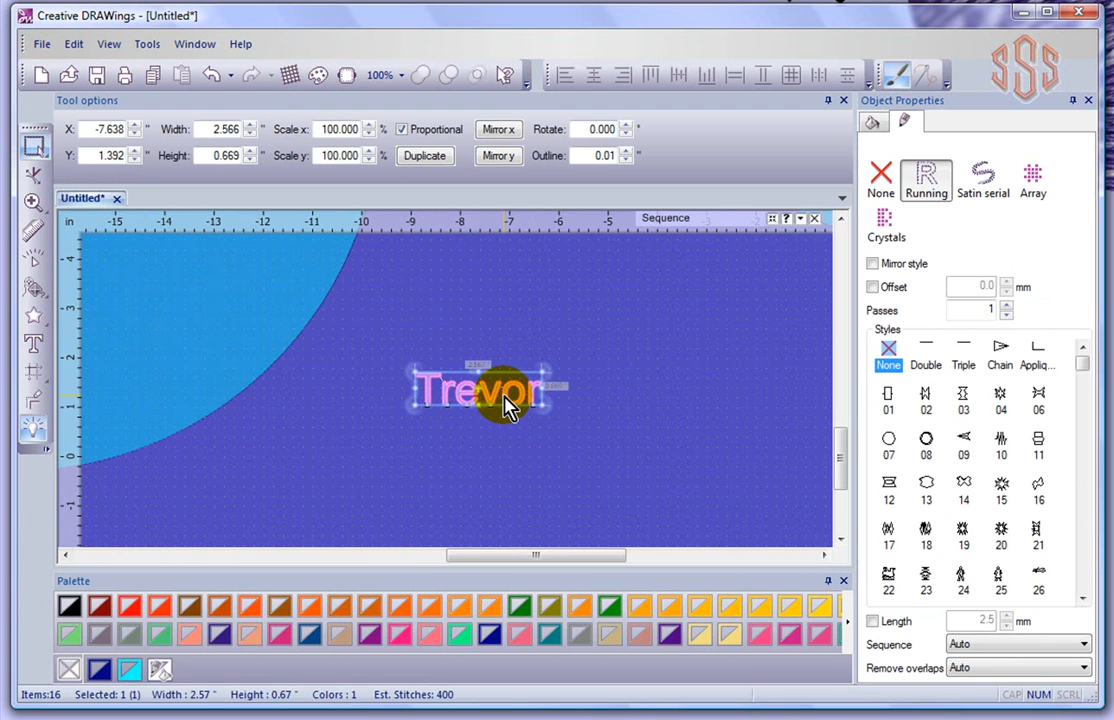 Creative DRAWings - [Untitled*]
File Edit View Tools Window Help
100%
SSS
Tool options
Object Properties
X: -7.638 " Width: 2.566 " Scale x: 100.000 % Proportional Mirror x Rotate: 0.000 °
Y: 1.392 " Height: 0.669 " Scale y: 100.000 % Duplicate Mirror y Outline: 0.01 "
None Running Satin serial Array
Crystals
Untitled*
in -15 -14 -13 -12 -11 -10 -9 -8 -7 -6 -5 Sequence
Mirror style
Offset 0.0 mm
Passes 1
Styles
None Double Triple Chain Appliq...
01 02 03 04 06
07 08 09 10 11
12 13 14 15 16
17 18 19 20 21
22 23 24 25 26
Trevor
Length 2.5 mm
Sequence Auto
Remove overlaps Auto
Palette
Items:16 Selected: 1 (1) Width : 2.57 " Height : 0.67 " Colors : 1 Est. Stitches: 400
CAP NUM SCRL